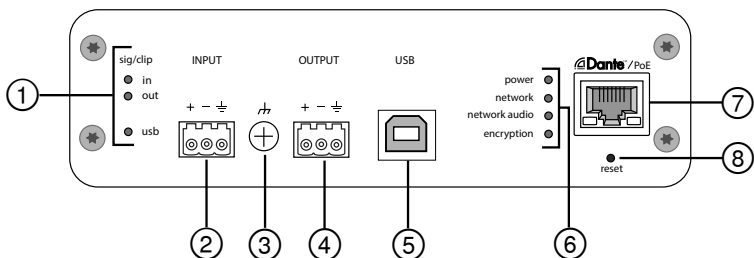 sig/clip
in
out
usb
INPUT
+ −
OUTPUT
+ −
USB
power
network
network audio
encryption
Dante™/PoE
reset
1
2
3
4
5
6
7
8